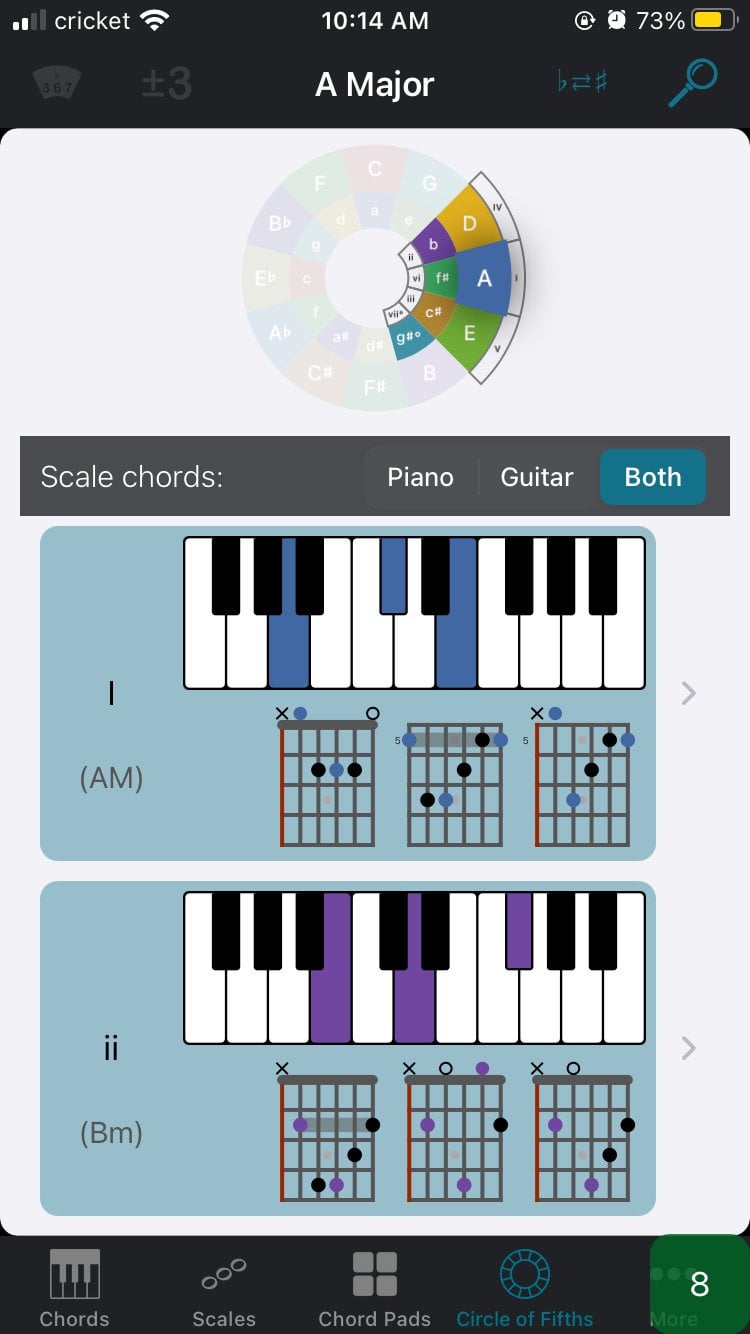 cricket 10:14 AM 73%
♭ 3 6 7 ±3 A Major ♭⇄♯
C
F G
B♭ d a e D IV
g b ii
E♭ c vi f# A I
A♭ f iii c# E V
a# d# g#° vii°
C# F# B
Scale chords: Piano Guitar Both
I
(AM)
× o
5
× 5
ii
(Bm)
×
× o
× o
Chords Scales Chord Pads Circle of Fifths More
8